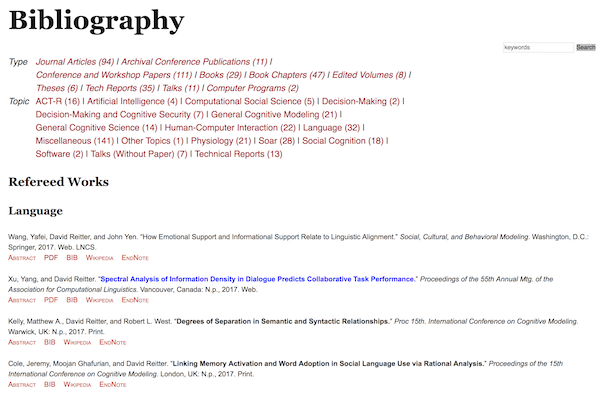 Bibliography
keywords Search
Type Journal Articles (94) | Archival Conference Publications (11) |
Conference and Workshop Papers (111) | Books (29) | Book Chapters (47) | Edited Volumes (8) |
Theses (6) | Tech Reports (35) | Talks (11) | Computer Programs (2)
Topic ACT-R (16) | Artificial Intelligence (4) | Computational Social Science (5) | Decision-Making (2) |
Decision-Making and Cognitive Security (7) | General Cognitive Modeling (21) |
General Cognitive Science (14) | Human-Computer Interaction (22) | Language (32) |
Miscellaneous (141) | Other Topics (1) | Physiology (21) | Soar (28) | Social Cognition (18) |
Software (2) | Talks (Without Paper) (7) | Technical Reports (13)
Refereed Works
Language
Wang, Yafei, David Reitter, and John Yen. "How Emotional Support and Informational Support Relate to Linguistic Alignment." Social, Cultural, and Behavioral Modeling. Washington, D.C.:
Springer, 2017. Web. LNCS.
Abstract PDF BIB Wikipedia EndNote
Xu, Yang, and David Reitter. "Spectral Analysis of Information Density in Dialogue Predicts Collaborative Task Performance." Proceedings of the 55th Annual Mtg. of the
Association for Computational Linguistics. Vancouver, Canada: N.p., 2017. Web.
Abstract PDF BIB Wikipedia EndNote
Kelly, Matthew A., David Reitter, and Robert L. West. "Degrees of Separation in Semantic and Syntactic Relationships." Proc 15th. International Conference on Cognitive Modeling.
Warwick, UK: N.p., 2017. Print.
Abstract BIB Wikipedia EndNote
Cole, Jeremy, Moojan Ghafurian, and David Reitter. "Linking Memory Activation and Word Adoption in Social Language Use via Rational Analysis." Proceedings of the 15th
International Conference on Cognitive Modeling. London, UK: N.p., 2017. Print.
Abstract BIB Wikipedia EndNote